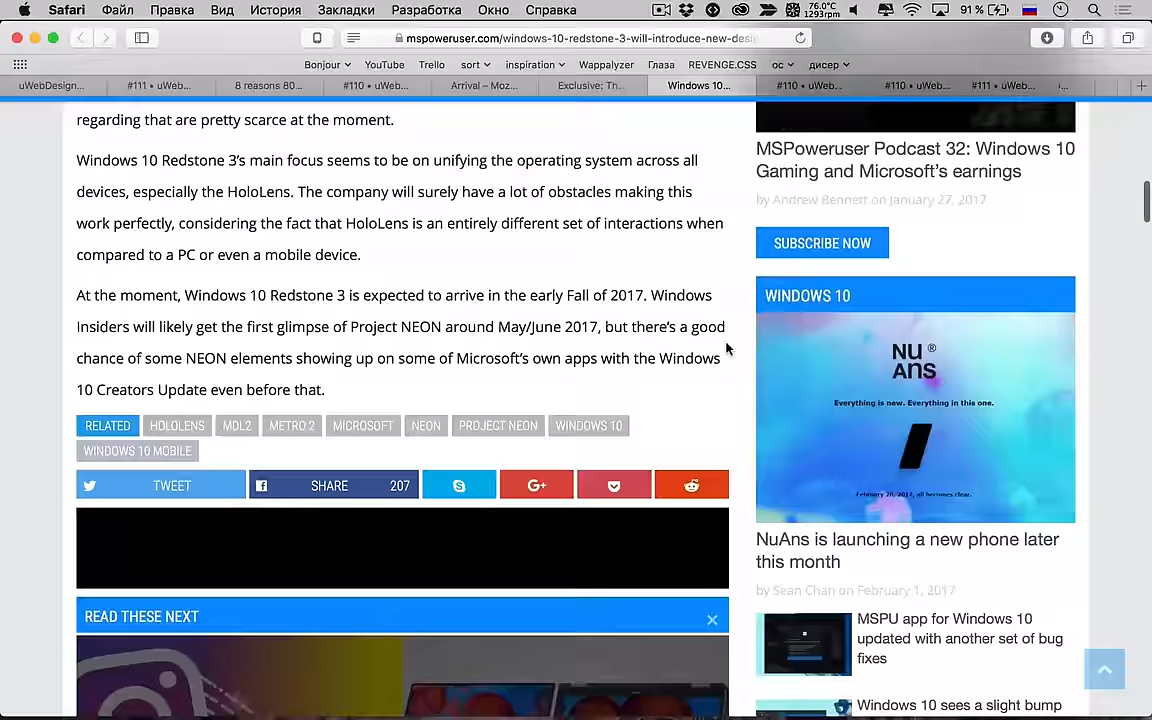 Safari Файл Правка Вид История Закладки Разработка Окно Справка
76.0°C
1293rpm
91 %
mspoweruser.com/windows-10-redstone-3-will-introduce-new-desi
Bonjour YouTube Trello sort inspiration Wappalyzer Глаза REVENGE.CSS ос дисер
uWebDesign... #111 • uWeb... 8 reasons 80... #110 • uWeb... Arrival – Moz... Exclusive: Th... Windows 10... #110 • uWeb... #110 • uWeb... #111 • uWeb...
regarding that are pretty scarce at the moment.
Windows 10 Redstone 3's main focus seems to be on unifying the operating system across all
devices, especially the HoloLens. The company will surely have a lot of obstacles making this
work perfectly, considering the fact that HoloLens is an entirely different set of interactions when
compared to a PC or even a mobile device.
At the moment, Windows 10 Redstone 3 is expected to arrive in the early Fall of 2017. Windows
Insiders will likely get the first glimpse of Project NEON around May/June 2017, but there's a good
chance of some NEON elements showing up on some of Microsoft's own apps with the Windows
10 Creators Update even before that.
RELATED HOLOLENS MDL2 METRO 2 MICROSOFT NEON PROJECT NEON WINDOWS 10
WINDOWS 10 MOBILE
TWEET SHARE 207 G+
READ THESE NEXT ×
MSPoweruser Podcast 32: Windows 10
Gaming and Microsoft's earnings
by Andrew Bennett on January 27, 2017
SUBSCRIBE NOW
WINDOWS 10
NU ®
ANS
Everything is new. Everything in this one.
February 20, 2017, all becomes clear.
NuAns is launching a new phone later
this month
by Sean Chan on February 1, 2017
MSPU app for Windows 10
updated with another set of bug
fixes
Windows 10 sees a slight bump